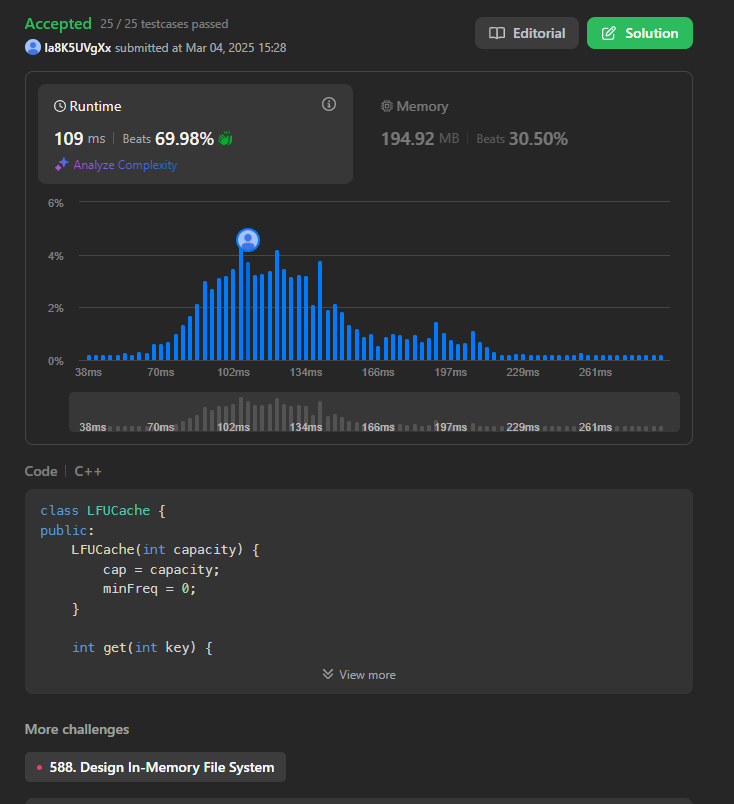 Accepted 25 / 25 testcases passed
Editorial
Solution
Ia8K5UVgXx submitted at Mar 04, 2025 15:28
Runtime
109 ms | Beats 69.98%
Analyze Complexity
Memory
194.92 MB | Beats 30.50%
6%
4%
2%
0%
38ms 70ms 102ms 134ms 166ms 197ms 229ms 261ms
38ms 70ms 102ms 134ms 166ms 197ms 229ms 261ms
Code | C++
class LFUCache {
public:
    LFUCache(int capacity) {
        cap = capacity;
        minFreq = 0;
    }
    int get(int key) {
View more
More challenges
588. Design In-Memory File System